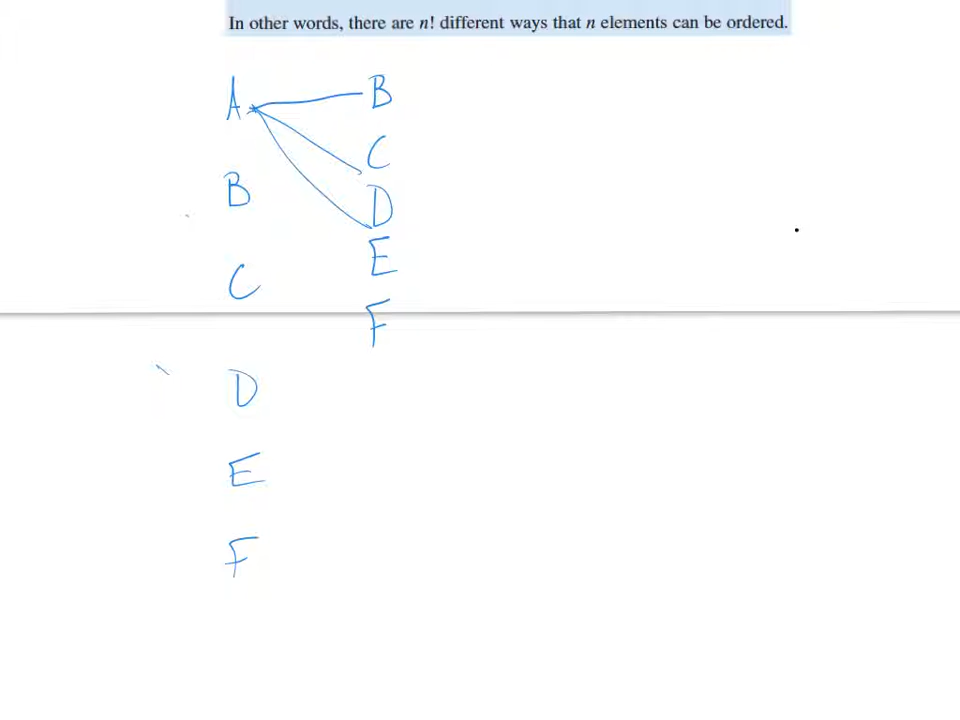 In other words, there are n! different ways that n elements can be ordered.
A B
C
B D
E
C
F
D
E
F